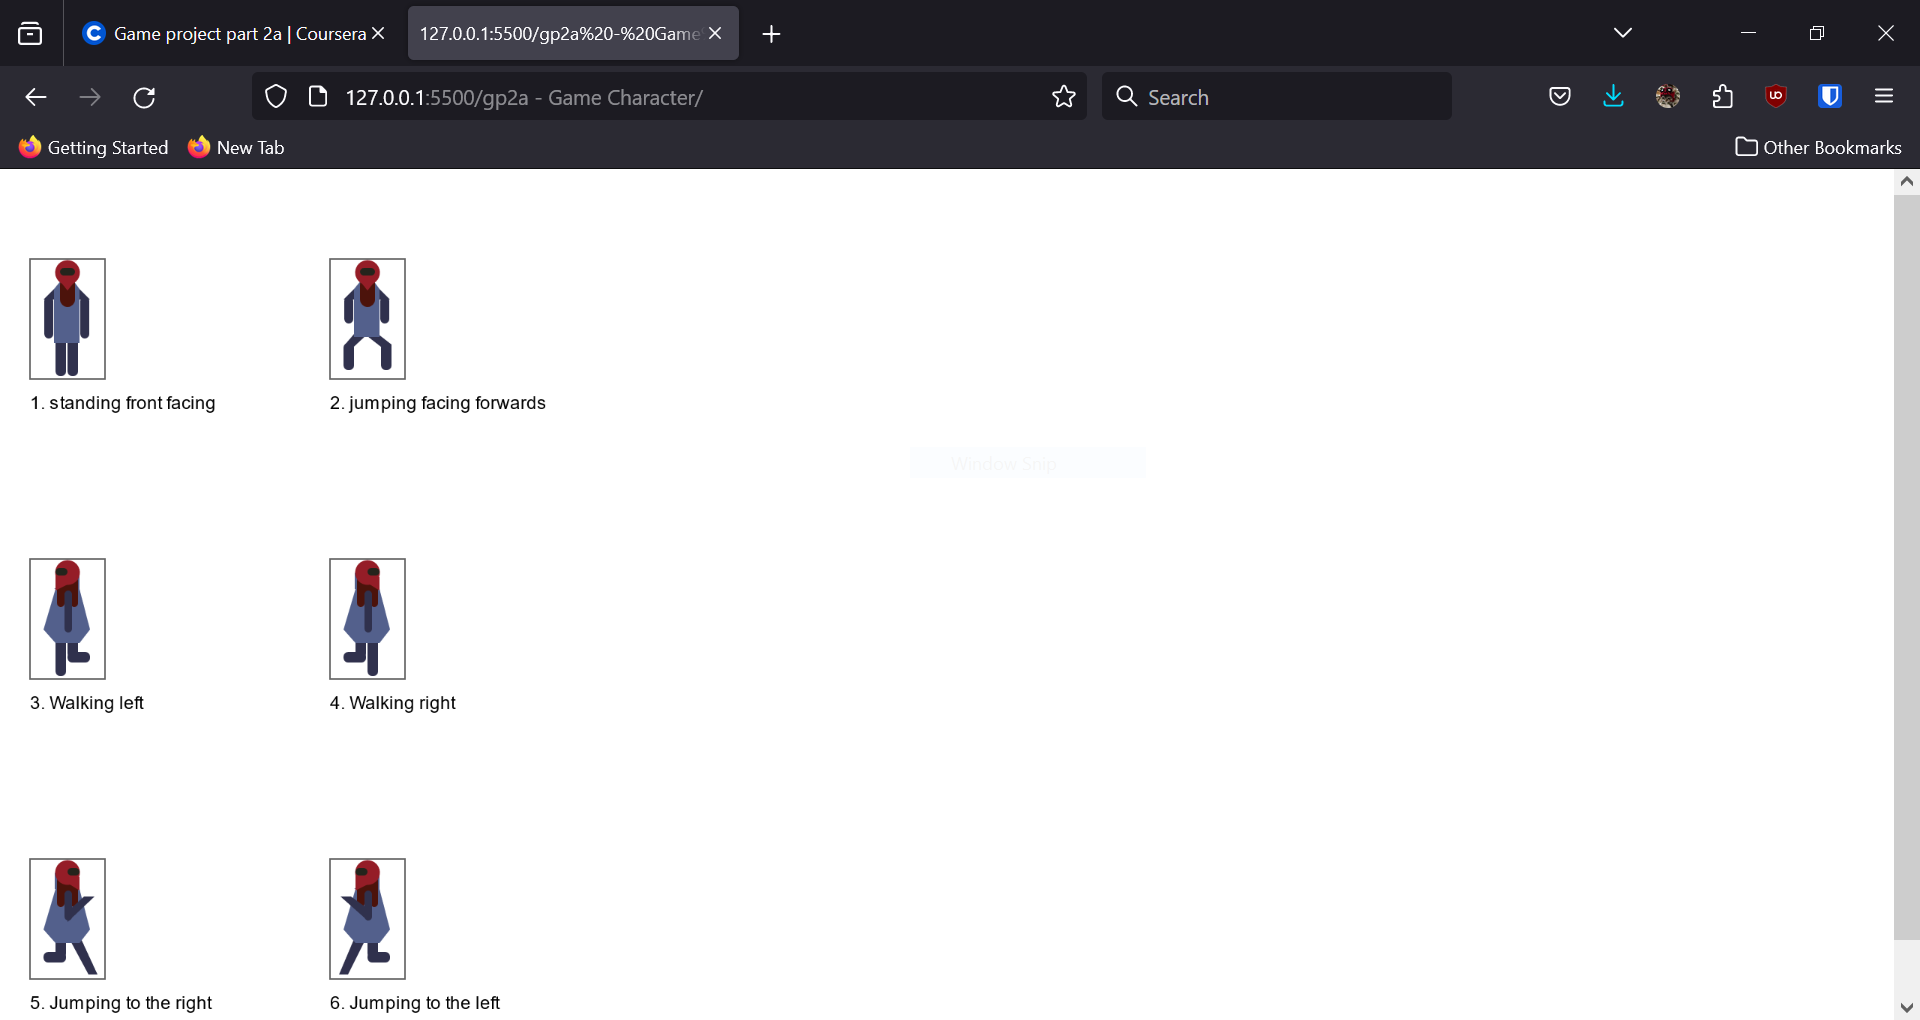 Game project part 2a | Coursera
127.0.0.1:5500/gp2a%20-%20Game
127.0.0.1:5500/gp2a - Game Character/
Search
Getting Started
New Tab
Other Bookmarks
1. standing front facing
2. jumping facing forwards
Window Snip
3. Walking left
4. Walking right
5. Jumping to the right
6. Jumping to the left